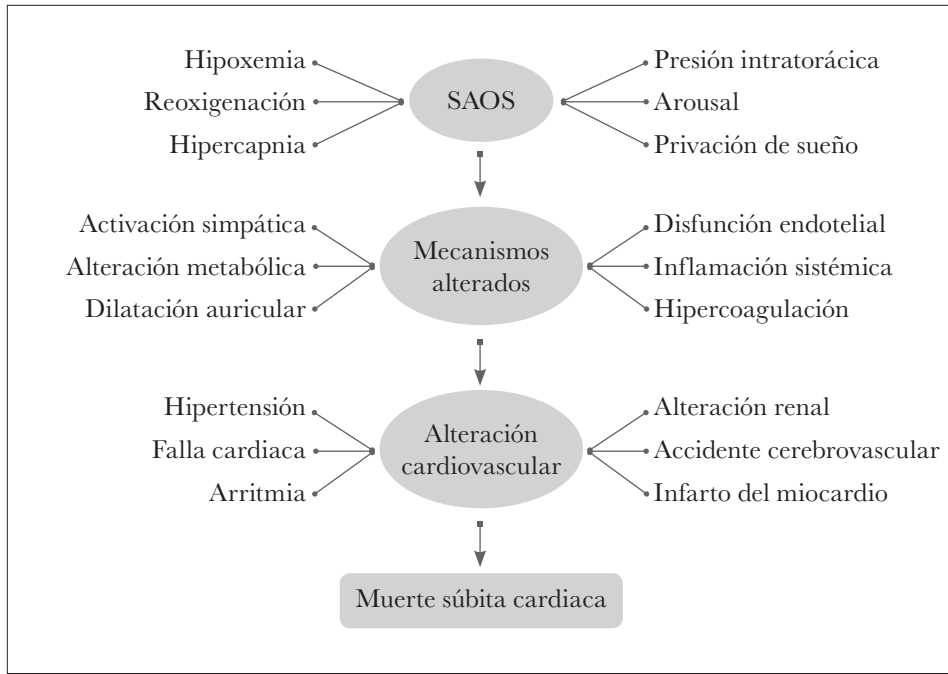 Hipoxemia
Reoxigenación
Hipercapnia
SAOS
Presión intratorácica
Arousal
Privación de sueño
Activación simpática
Alteración metabólica
Dilatación auricular
Mecanismos
alterados
Disfunción endotelial
Inflamación sistémica
Hipercoagulación
Hipertensión
Falla cardiaca
Arritmia
Alteración
cardiovascular
Alteración renal
Accidente cerebrovascular
Infarto del miocardio
Muerte súbita cardiaca